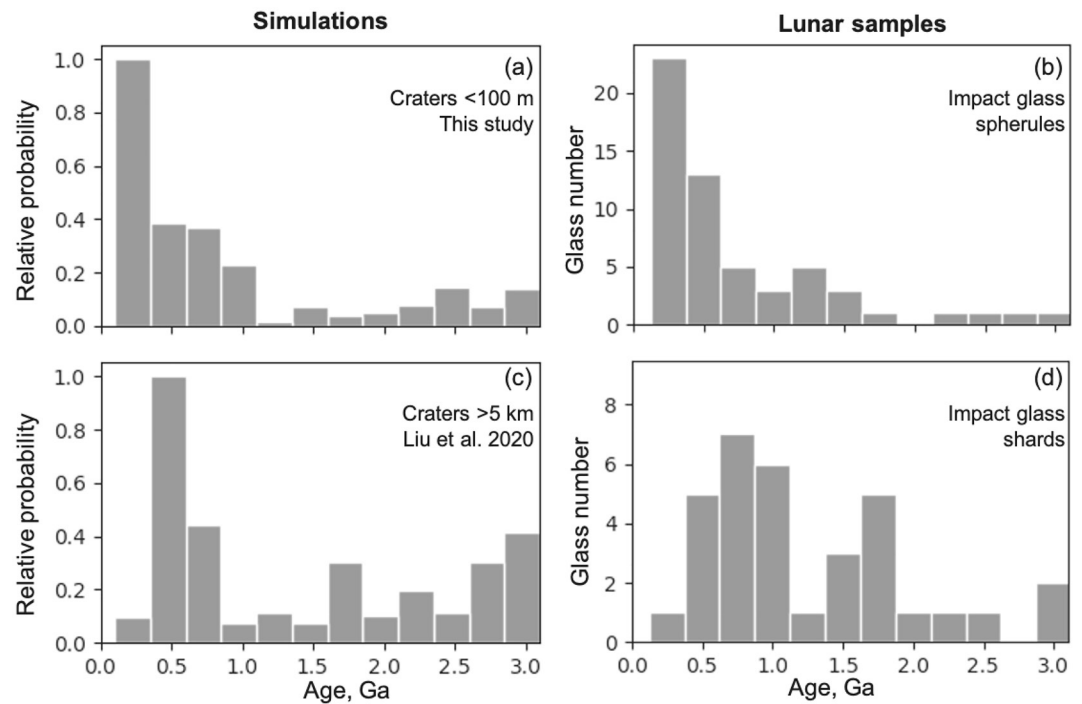 Simulations
Lunar samples
(a)
Craters <100 m
This study
Relative probability
1.0
0.8
0.6
0.4
0.2
0.0
(b)
Impact glass
spherules
Glass number
20
15
10
5
0
(c)
Craters >5 km
Liu et al. 2020
Relative probability
1.0
0.8
0.6
0.4
0.2
0.0
0.0 0.5 1.0 1.5 2.0 2.5 3.0
Age, Ga
(d)
Impact glass
shards
Glass number
8
6
4
2
0
0.0 0.5 1.0 1.5 2.0 2.5 3.0
Age, Ga